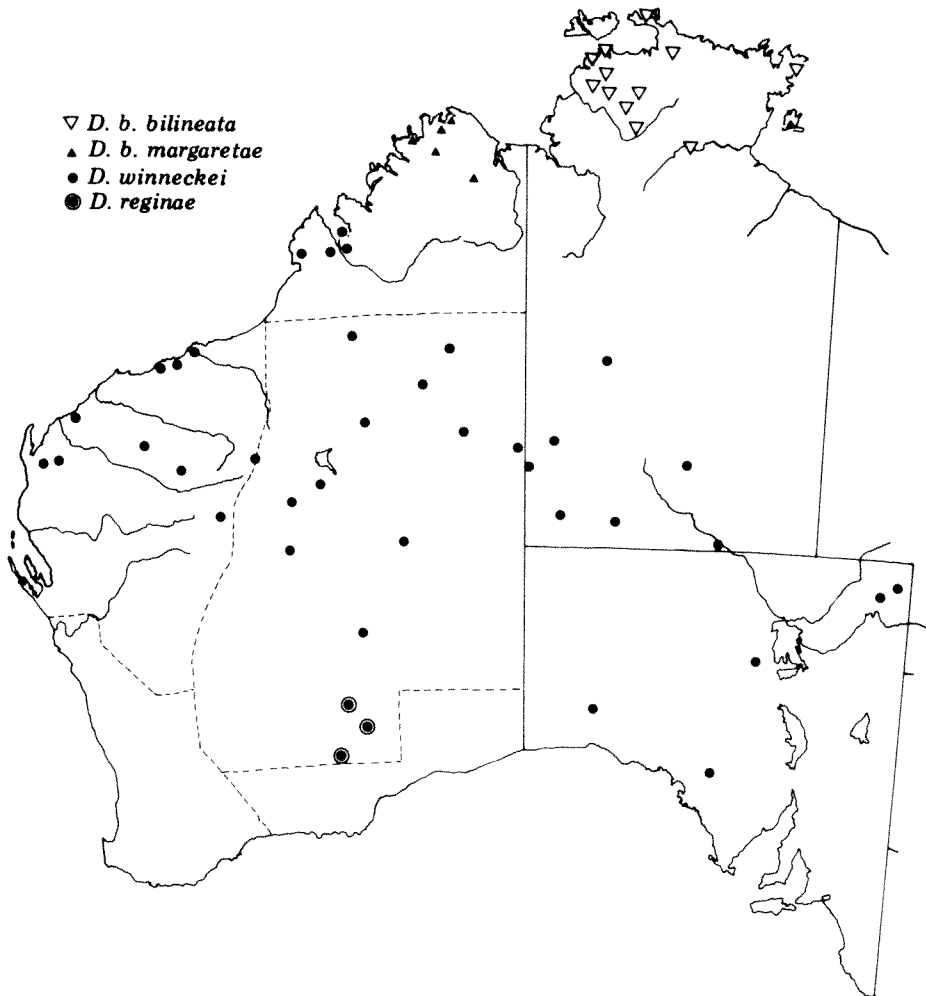 ▽ D. b. bilineata
▲ D. b. margaretae
● D. winneckei
◉ D. reginae